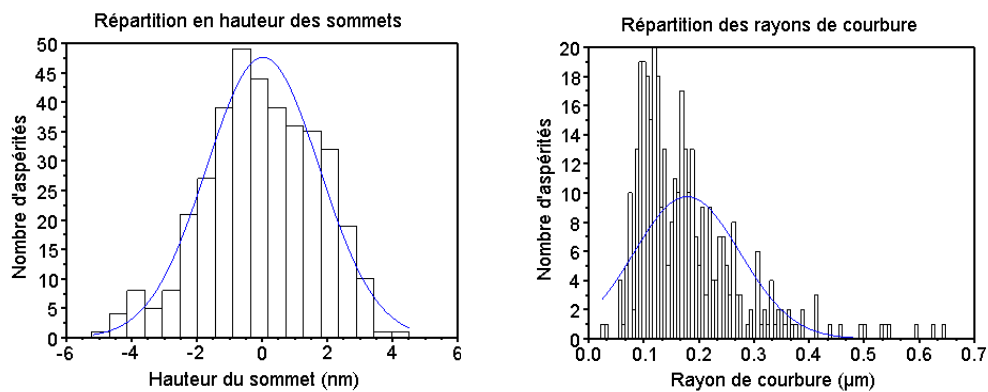 Répartition en hauteur des sommets
Nombre d'aspérités
50
45
40
35
30
25
20
15
10
5
0
-6 -4 -2 0 2 4 6
Hauteur du sommet (nm)
Répartition des rayons de courbure
Nombre d'aspérités
20
18
16
14
12
10
8
6
4
2
0
0.0 0.1 0.2 0.3 0.4 0.5 0.6 0.7
Rayon de courbure (µm)